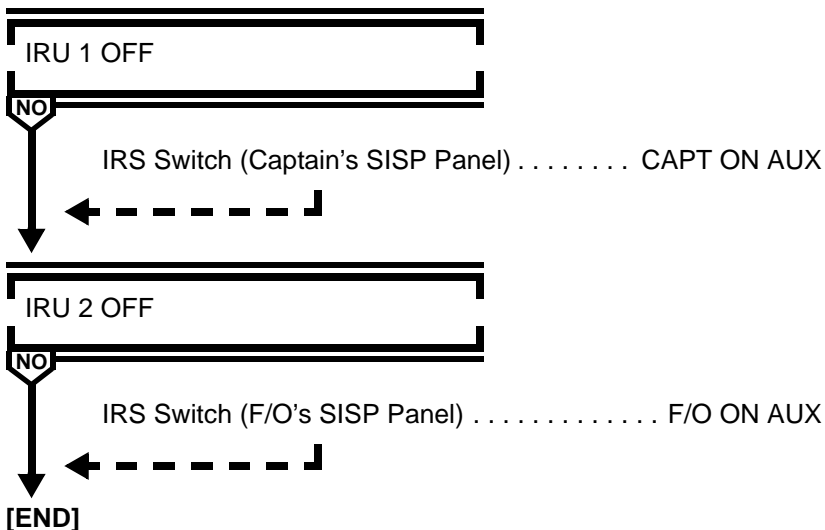 IRU 1 OFF
NO
IRS Switch (Captain's SISP Panel) . . . . . . . . CAPT ON AUX
IRU 2 OFF
NO
IRS Switch (F/O's SISP Panel) . . . . . . . . . . . . . F/O ON AUX
[END]